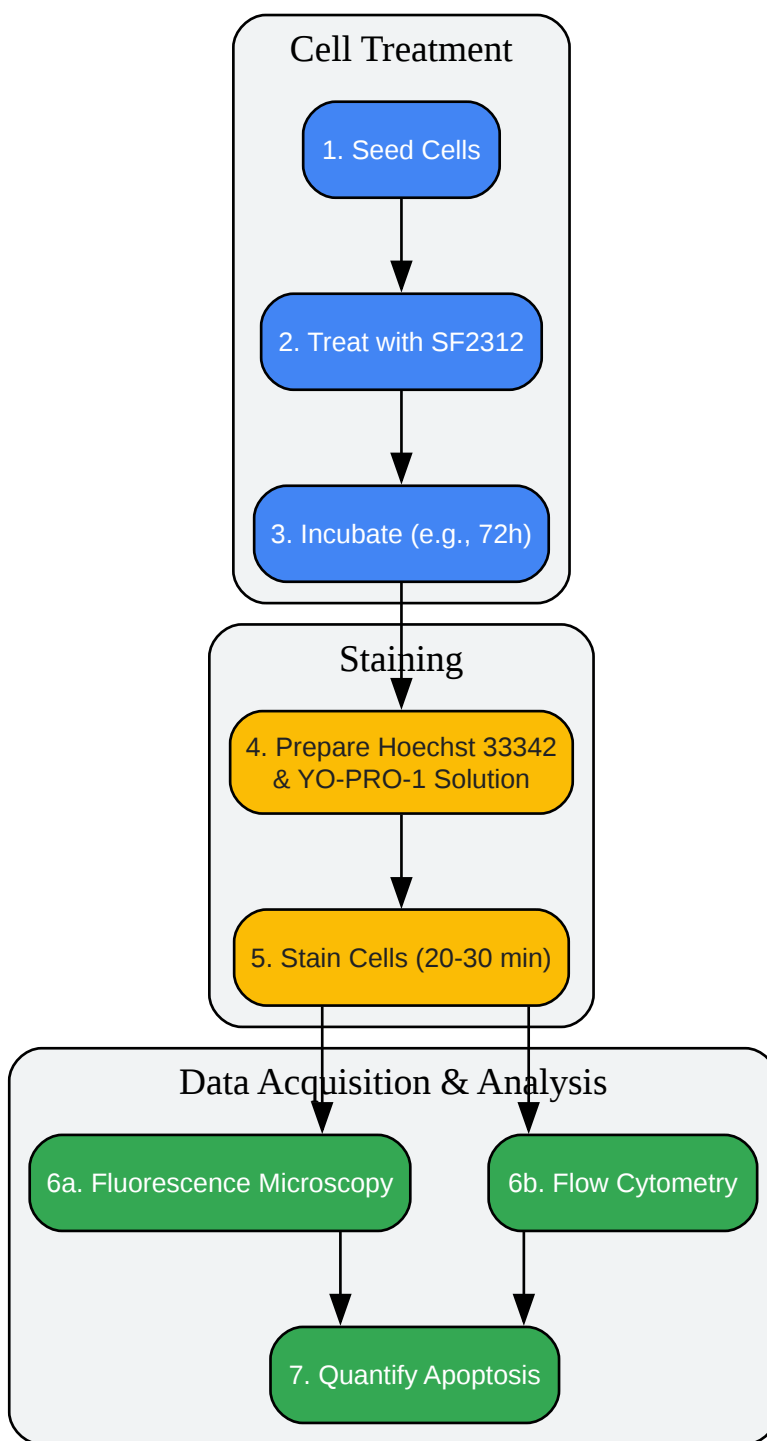 Cell Treatment
1. Seed Cells
2. Treat with SF2312
3. Incubate (e.g., 72h)
Staining
4. Prepare Hoechst 33342
& YO-PRO-1 Solution
5. Stain Cells (20-30 min)
Data Acquisition & Analysis
6a. Fluorescence Microscopy
6b. Flow Cytometry
7. Quantify Apoptosis